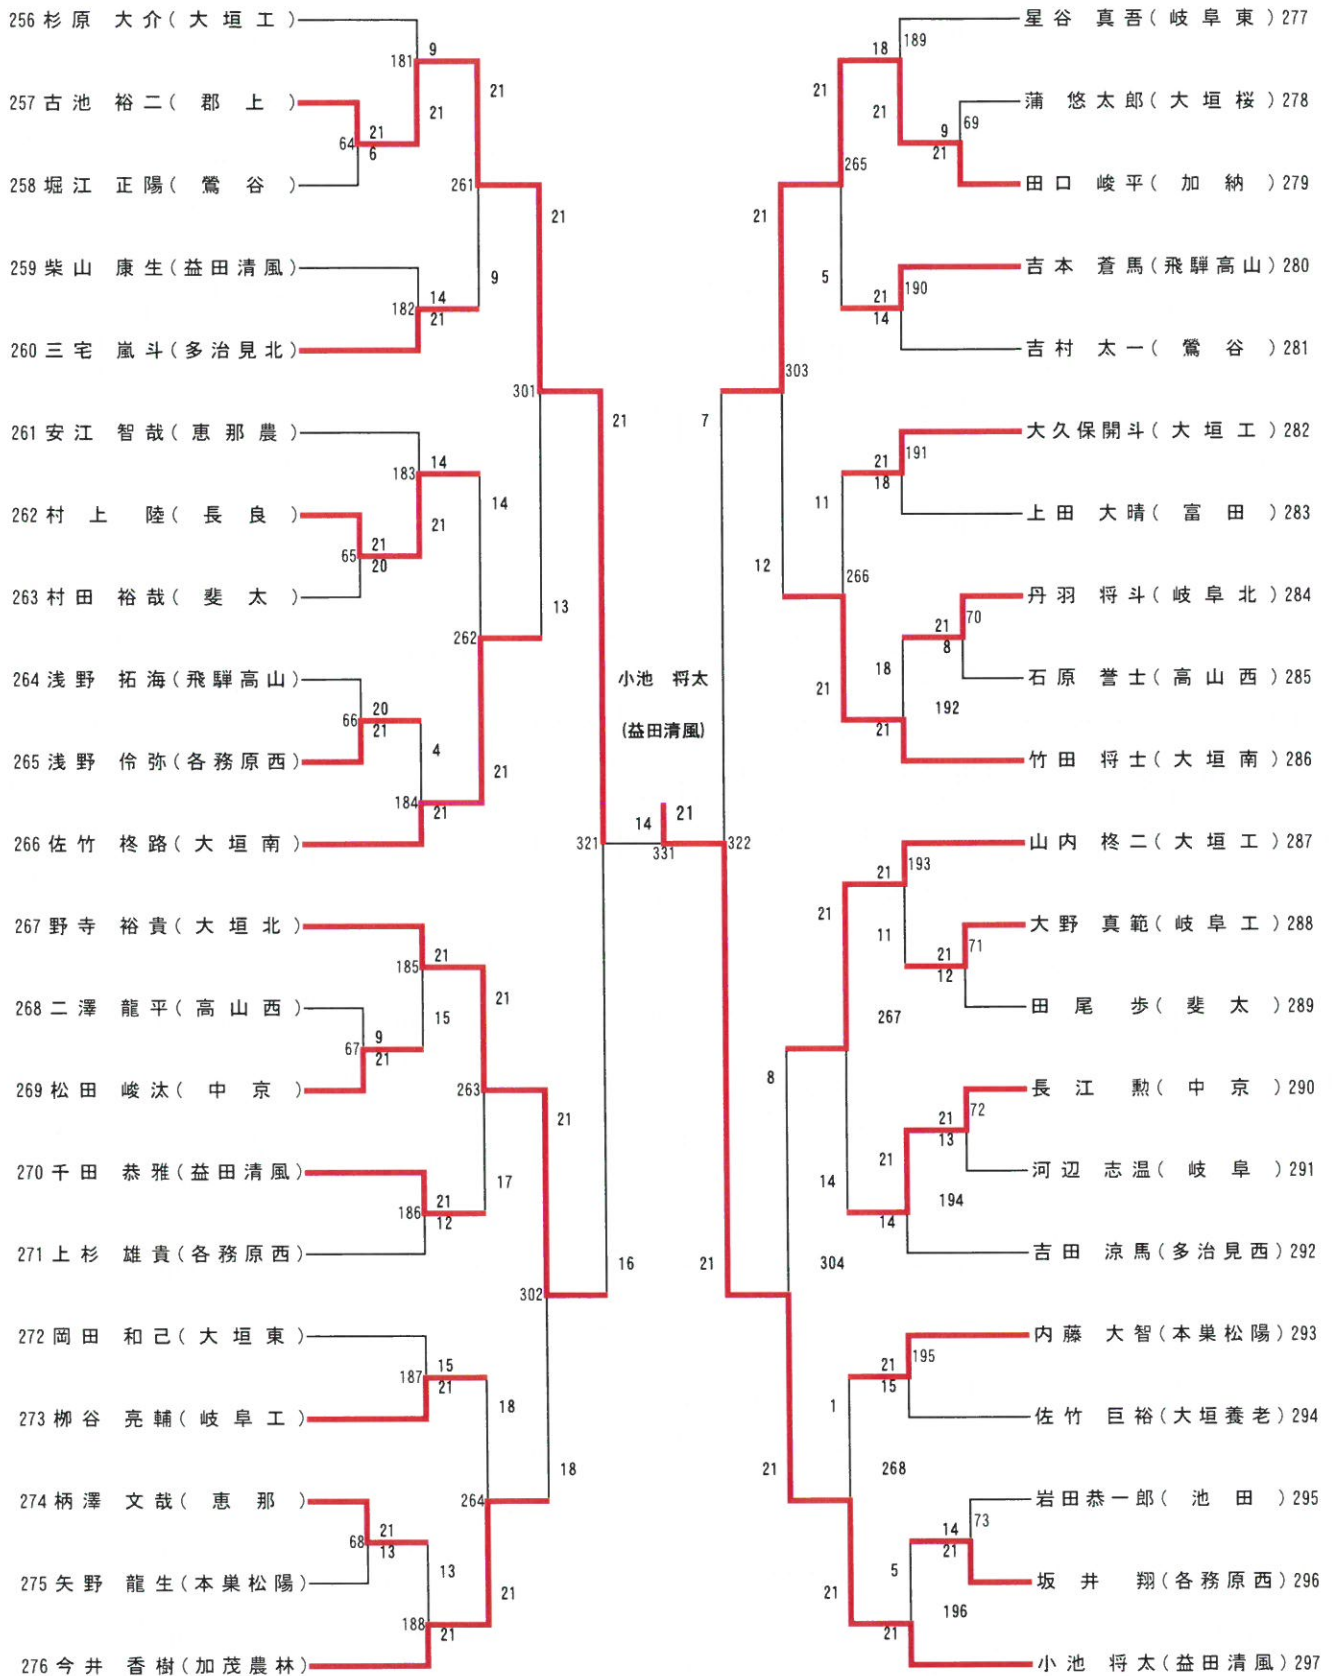 256 杉原 大介(大垣工)
257 古池 裕二(郡上)
258 堀江 正陽(鶯谷)
259 柴山 康生(益田清風)
260 三宅 嵐斗(多治見北)
261 安江 智哉(恵那農)
262 村上 陸(長良)
263 村田 裕哉(斐太)
264 浅野 拓海(飛騨高山)
265 浅野 伶弥(各務原西)
266 佐竹 柊路(大垣南)
267 野寺 裕貴(大垣北)
268 二澤 龍平(高山西)
269 松田 峻汰(中京)
270 千田 恭雅(益田清風)
271 上杉 雄貴(各務原西)
272 岡田 和己(大垣東)
273 栁谷 亮輔(岐阜工)
274 柄澤 文哉(恵那)
275 矢野 龍生(本巣松陽)
276 今井 香樹(加茂農林)
181 9 21
64 21 6
261 21 9
182 14 21
301 21 13
183 14 21
65 21 20
262 14 21
66 20 21
184 4 21
321 21 16
185 21 15
67 9 21
263 21 17
186 21 12
302 21 18
187 15 21
264 18 21
68 21 13
188 13 21
小池 将太
(益田清風)
14 21
331
星谷 真吾(岐阜東)277
蒲 悠太郎(大垣桜)278
田口 峻平(加納)279
吉本 蒼馬(飛騨高山)280
吉村 太一(鶯谷)281
大久保開斗(大垣工)282
上田 大晴(富田)283
丹羽 将斗(岐阜北)284
石原 誉士(高山西)285
竹田 将士(大垣南)286
山内 柊二(大垣工)287
大野 真範(岐阜工)288
田尾 歩(斐太)289
長江 勲(中京)290
河辺 志温(岐阜)291
吉田 涼馬(多治見西)292
内藤 大智(本巣松陽)293
佐竹 巨裕(大垣養老)294
岩田恭一郎(池田)295
坂井 翔(各務原西)296
小池 将太(益田清風)297
18 189 21
9 69 21
21 265 5
21 190 14
21 303 12
21 191 18
11 266 21
21 70 8
18 192 21
7 322 21
21 193 11
21 71 12
21 267 14
21 72 13
21 194 14
8 304 21
21 195 15
1 268 21
14 73 21
5 196 21